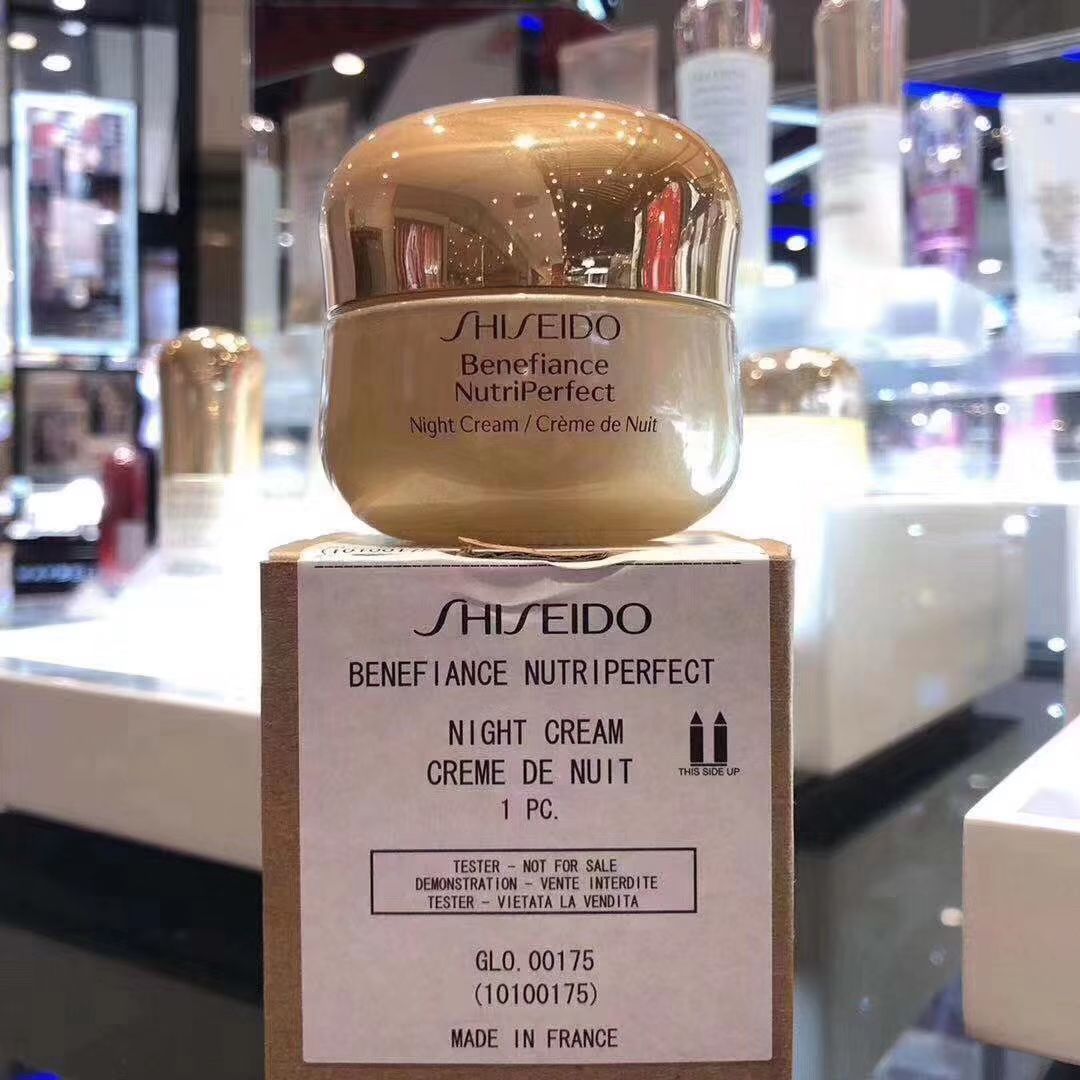 SHISEIDO
Benefiance
NutriPerfect
Night Cream / Crème de Nuit
SHISEIDO
BENEFIANCE NUTRIPERFECT
NIGHT CREAM
CREME DE NUIT
THIS SIDE UP
1 PC.
TESTER - NOT FOR SALE
DEMONSTRATION - VENTE INTERDITE
TESTER - VIETATA LA VENDITA
GLO. 00175
(10100175)
MADE IN FRANCE